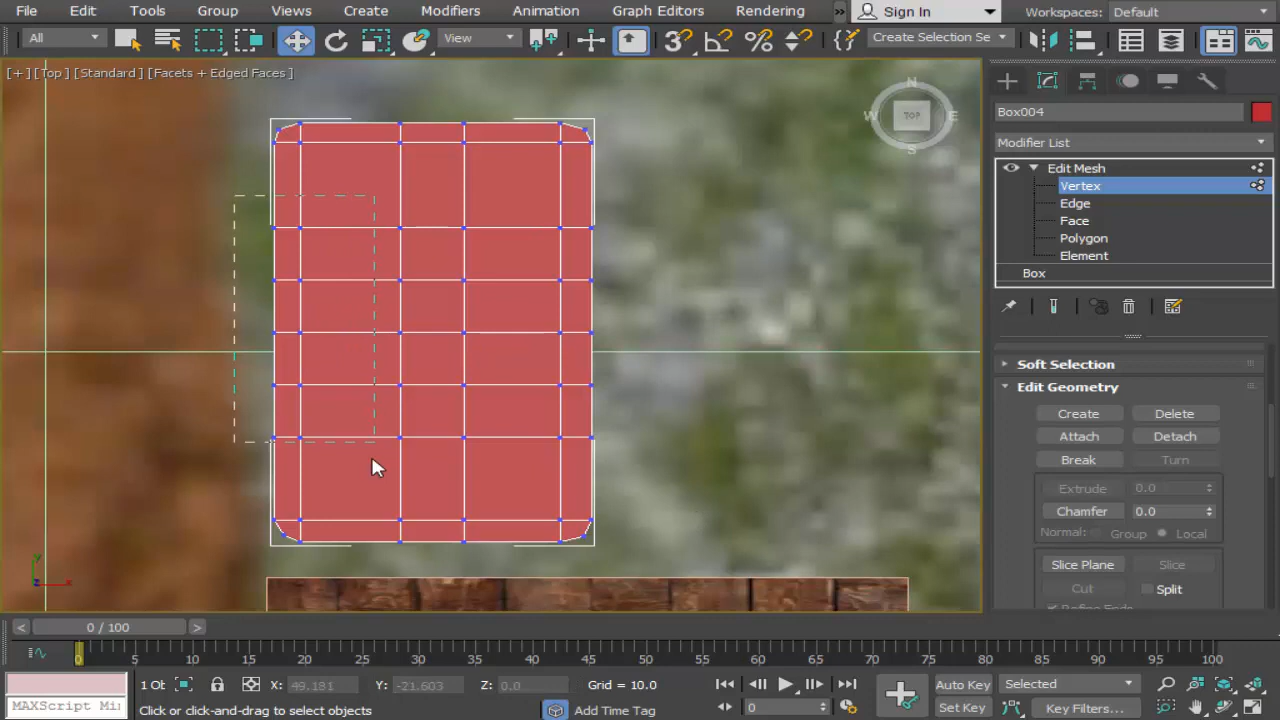 File Edit Tools Group Views Create Modifiers Animation Graph Editors Rendering » Sign In Workspaces: Default
All View Create Selection Se
[+] [Top] [Standard] [Facets + Edged Faces]
N
W TOP E
S
Box004
Modifier List
Edit Mesh
Vertex
Edge
Face
Polygon
Element
Box
Soft Selection
Edit Geometry
Create Delete
Attach Detach
Break Turn
Extrude 0.0
Chamfer 0.0
Normal: Group Local
Slice Plane Slice
Cut Split
Refine Ends
y
z x
< 0 / 100 >
0 5 10 15 20 25 30 35 40 45 50 55 60 65 70 75 80 85 90 95 100
1 Ob X: 49.181 Y: -21.603 Z: 0.0 Grid = 10.0 Auto Key Selected
MAXScript Mi Click or click-and-drag to select objects Add Time Tag 0 Set Key Key Filters...